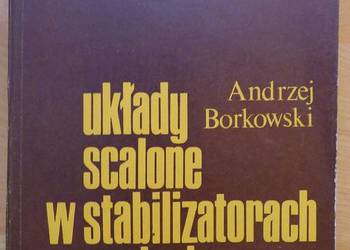 Andrzej
Borkowski
układy
scalone
w stabilizatorach